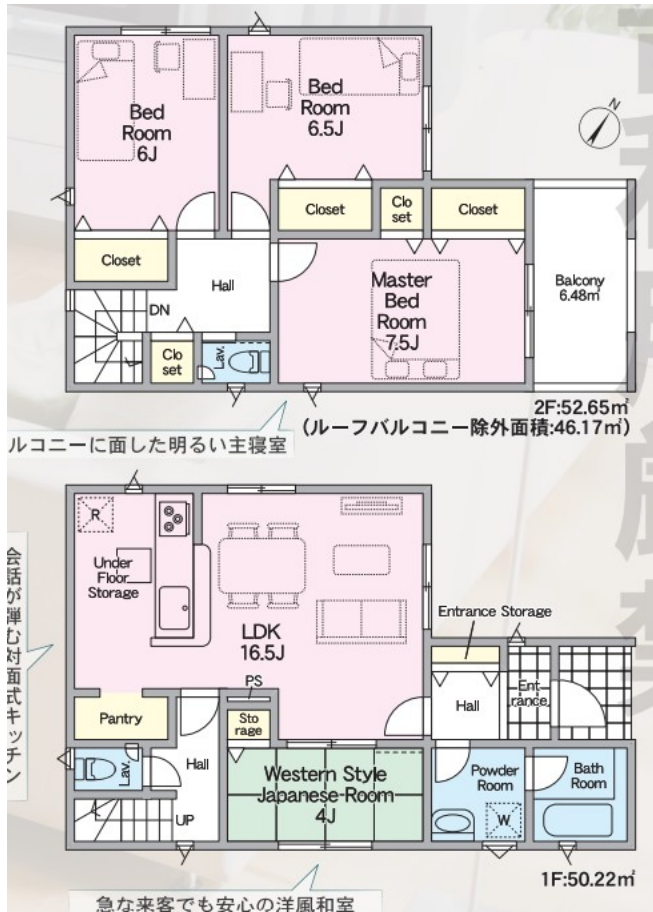 Bed
Room
6J
Bed
Room
6.5J
N
Closet
Clo
set
Closet
Closet
Hall
DN
Master
Bed
Room
7.5J
Balcony
6.48㎡
Clo
set
Lav.
2F:52.65㎡
(ルーフバルコニー除外面積:46.17㎡)
ルコニーに面した明るい主寝室
R
Under
Floor
Storage
LDK
16.5J
Entrance Storage
会話が弾む対面式キッチン
PS
Pantry
Sto
rage
Hall
Ent
rance
Lav.
Hall
UP
Western Style
Japanese-Room
4J
Powder
Room
W
Bath
Room
1F:50.22㎡
急な来客でも安心の洋風和室